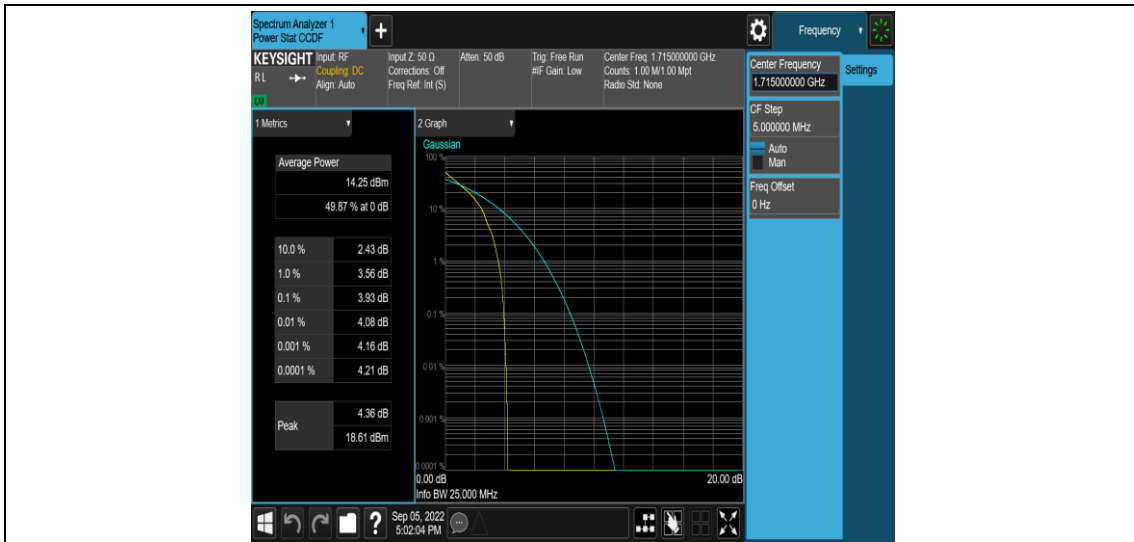 Spectrum Analyzer 1
Power Stat CCDF
Frequency
KEYSIGHT
RL
LXI
Input: RF
Coupling: DC
Align: Auto
Input Z: 50 Ω
Corrections: Off
Freq Ref: Int (S)
Atten: 50 dB
Trig: Free Run
#IF Gain: Low
Center Freq: 1.715000000 GHz
Counts: 1.00 M/1.00 Mpt
Radio Std: None
Center Frequency
1.715000000 GHz
Settings
CF Step
5.000000 MHz
Auto
Man
Freq Offset
0 Hz
1 Metrics
Average Power
14.25 dBm
49.87 % at 0 dB
10.0 % 2.43 dB
1.0 % 3.56 dB
0.1 % 3.93 dB
0.01 % 4.08 dB
0.001 % 4.16 dB
0.0001 % 4.21 dB
Peak
4.36 dB
18.61 dBm
2 Graph
Gaussian
100 %
10 %
1 %
0.1 %
0.01 %
0.001 %
0.0001 %
0.00 dB 20.00 dB
Info BW 25.000 MHz
?
Sep 05, 2022
5:02:04 PM